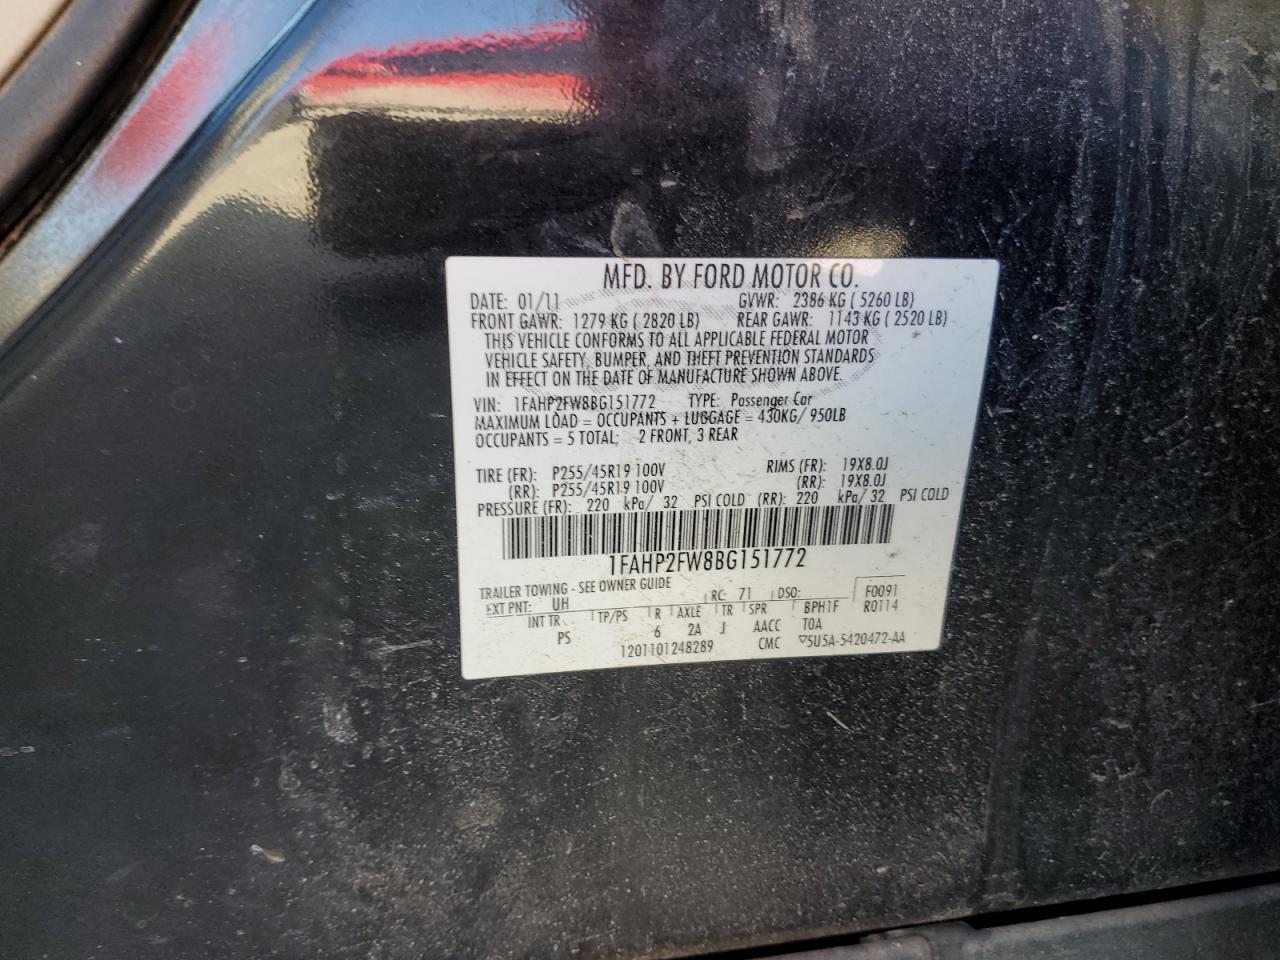 MFD. BY FORD MOTOR CO.
DATE: 01/11 GVWR: 2386 KG ( 5260 LB)
FRONT GAWR: 1279 KG ( 2820 LB) REAR GAWR: 1143 KG ( 2520 LB)
THIS VEHICLE CONFORMS TO ALL APPLICABLE FEDERAL MOTOR
VEHICLE SAFETY, BUMPER, AND THEFT PREVENTION STANDARDS
IN EFFECT ON THE DATE OF MANUFACTURE SHOWN ABOVE.
VIN: 1FAHP2FW8BG151772 TYPE: Passenger Car
MAXIMUM LOAD = OCCUPANTS + LUGGAGE = 430KG/ 950LB
OCCUPANTS = 5 TOTAL; 2 FRONT, 3 REAR
TIRE (FR): P255/45R19 100V RIMS (FR): 19X8.0J
(RR): P255/45R19 100V (RR): 19X8.0J
PRESSURE (FR): 220 kPa/ 32 PSI COLD (RR): 220 kPa/ 32 PSI COLD
1FAHP2FW8BG151772
TRAILER TOWING - SEE OWNER GUIDE
EXT PNT: UH RC: 71 DSO: F0091
INT TR TP/PS R AXLE TR SPR BPH1F R0114
PS 6 2A J AACC TOA
1201101248289 CMC 5U5A-5420472-AA